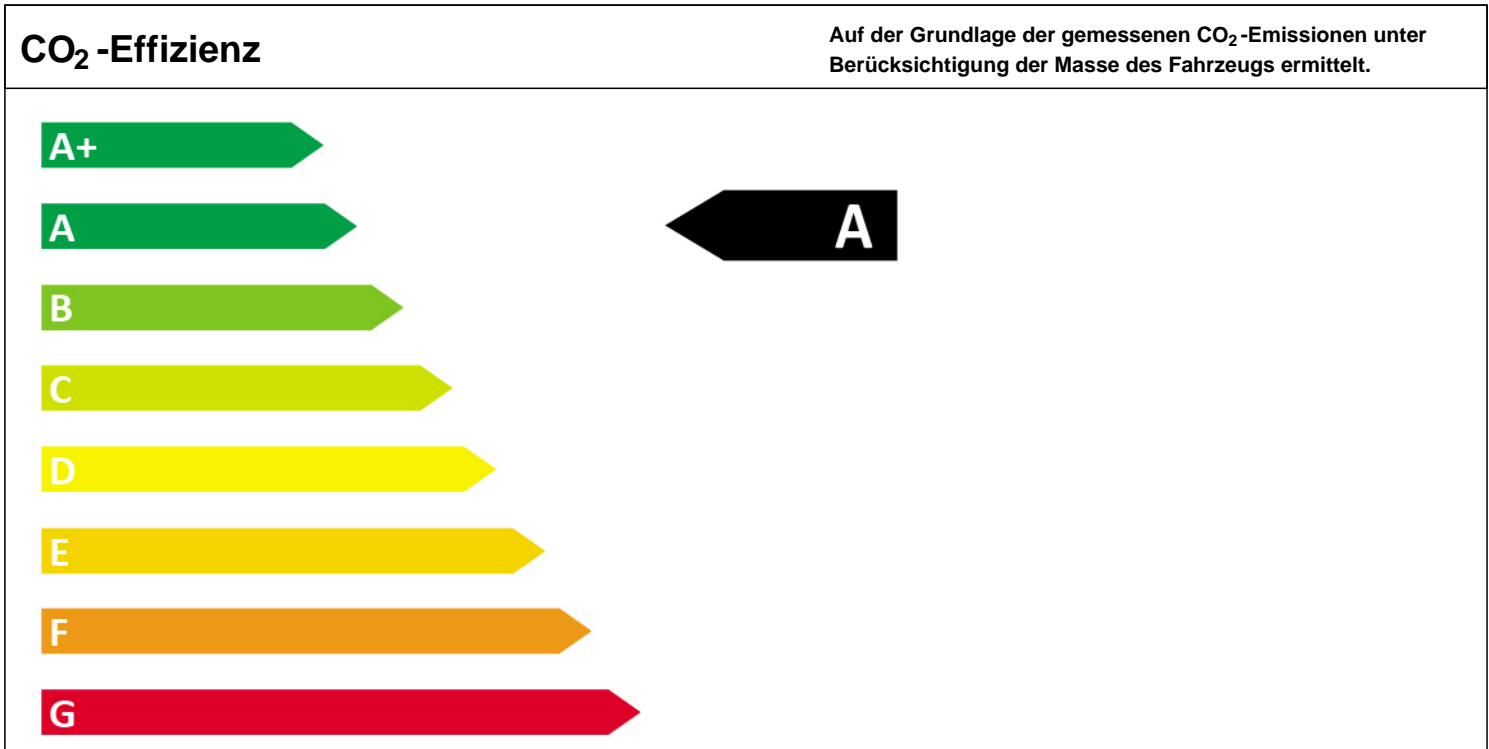 CO₂-Effizienz
Auf der Grundlage der gemessenen CO₂-Emissionen unter
Berücksichtigung der Masse des Fahrzeugs ermittelt.
A+
A
A
B
C
D
E
F
G